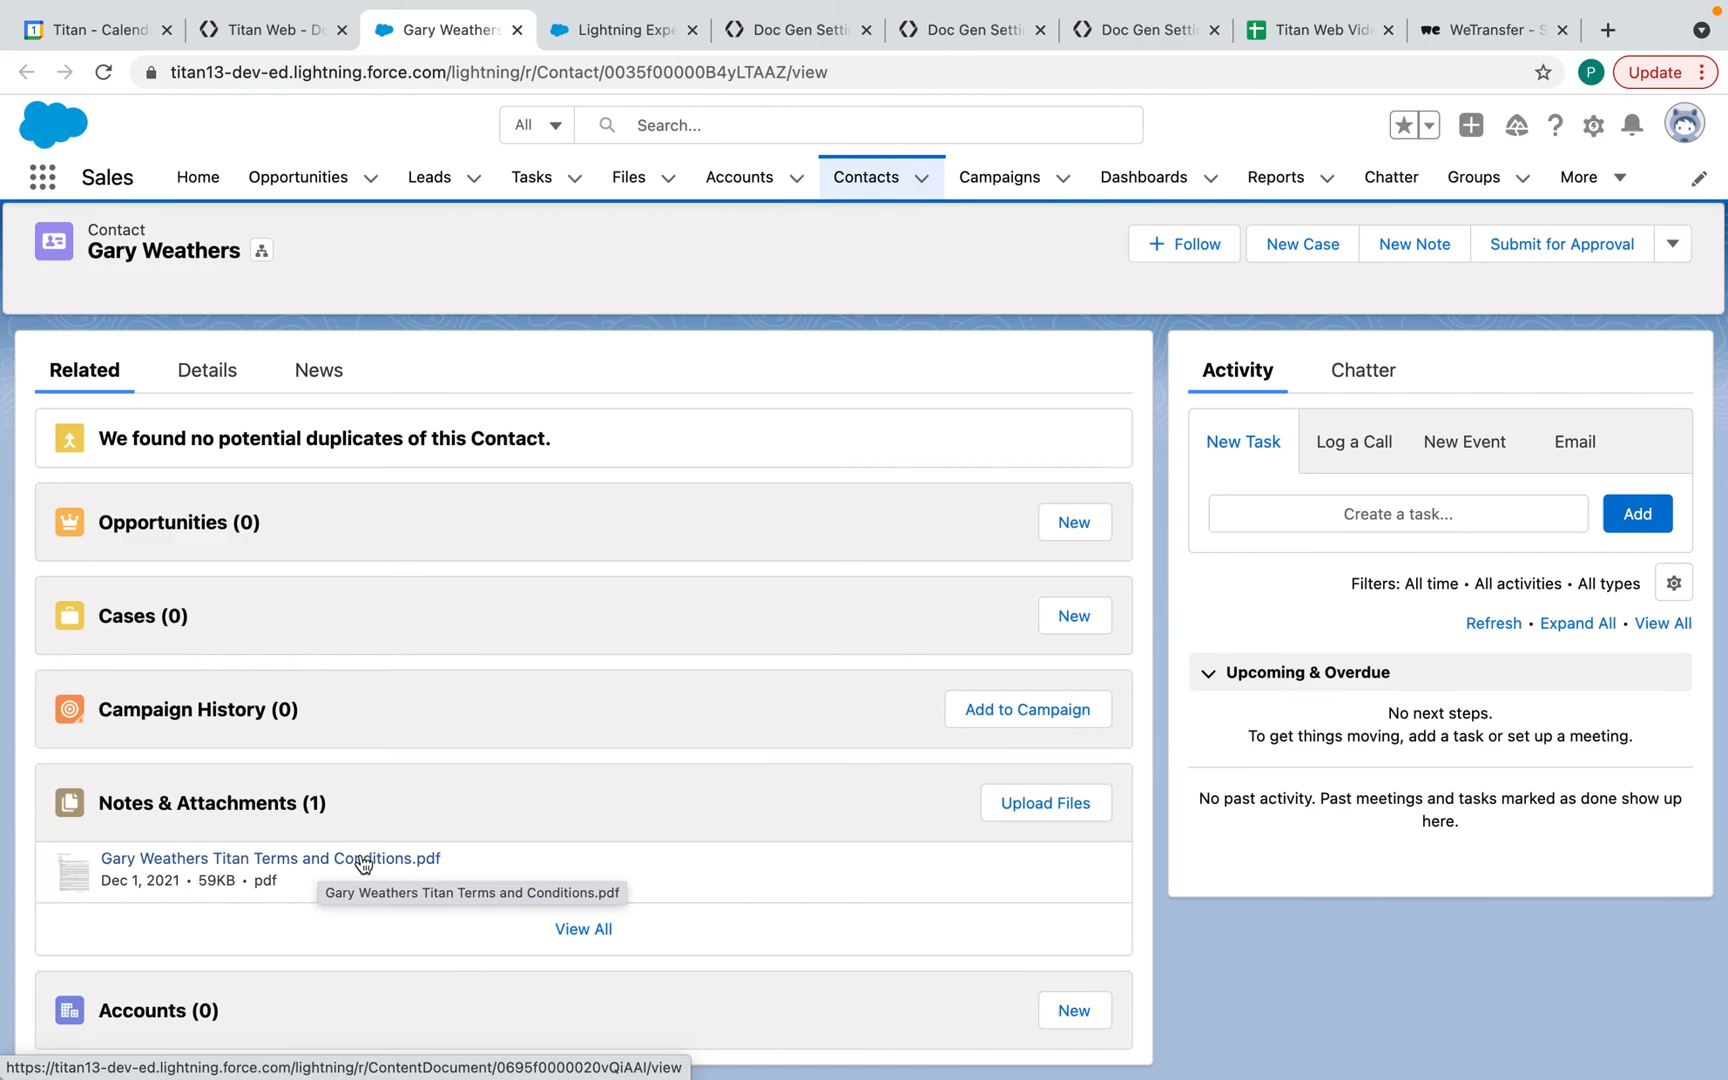 Titan - Calend
Titan Web - Do
Gary Weathers
Lightning Expe
Doc Gen Setti
Doc Gen Setti
Doc Gen Setti
Titan Web Vid
WeTransfer - S
titan13-dev-ed.lightning.force.com/lightning/r/Contact/0035f00000B4yLTAAZ/view
P
Update
All
Search...
Sales
Home
Opportunities
Leads
Tasks
Files
Accounts
Contacts
Campaigns
Dashboards
Reports
Chatter
Groups
More
Contact
Gary Weathers
Follow
New Case
New Note
Submit for Approval
Related
Details
News
We found no potential duplicates of this Contact.
Opportunities (0)
New
Cases (0)
New
Campaign History (0)
Add to Campaign
Notes & Attachments (1)
Upload Files
Gary Weathers Titan Terms and Conditions.pdf
Dec 1, 2021 • 59KB • pdf
Gary Weathers Titan Terms and Conditions.pdf
View All
Accounts (0)
New
Activity
Chatter
New Task
Log a Call
New Event
Email
Create a task...
Add
Filters: All time • All activities • All types
Refresh • Expand All • View All
Upcoming & Overdue
No next steps.
To get things moving, add a task or set up a meeting.
No past activity. Past meetings and tasks marked as done show up
here.
https://titan13-dev-ed.lightning.force.com/lightning/r/ContentDocument/0695f0000020vQiAAI/view